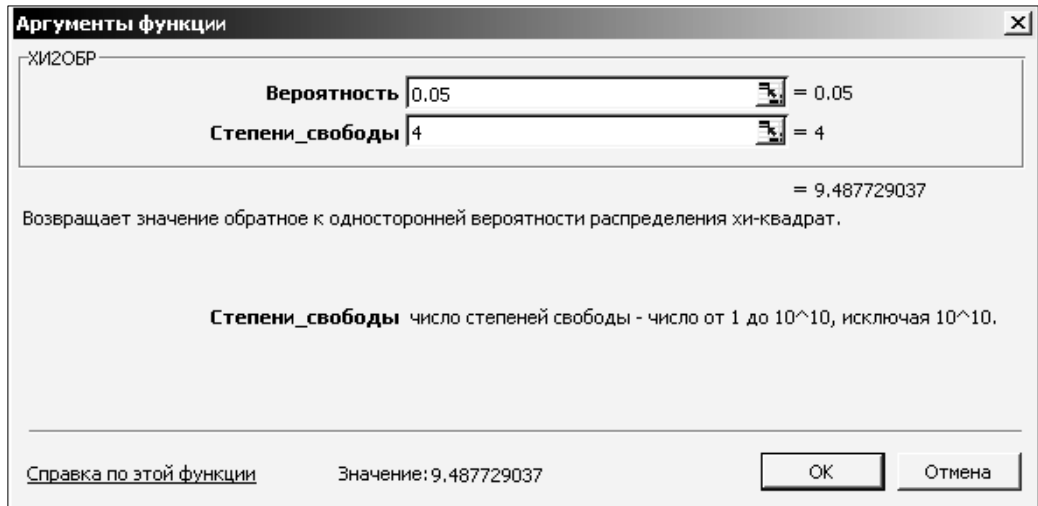 Аргументы функции
ХИ2ОБР
Вероятность 0.05 = 0.05
Степени_свободы 4 = 4
= 9.487729037
Возвращает значение обратное к односторонней вероятности распределения хи-квадрат.
Степени_свободы число степеней свободы - число от 1 до 10^10, исключая 10^10.
Справка по этой функции Значение:9.487729037 ОК Отмена